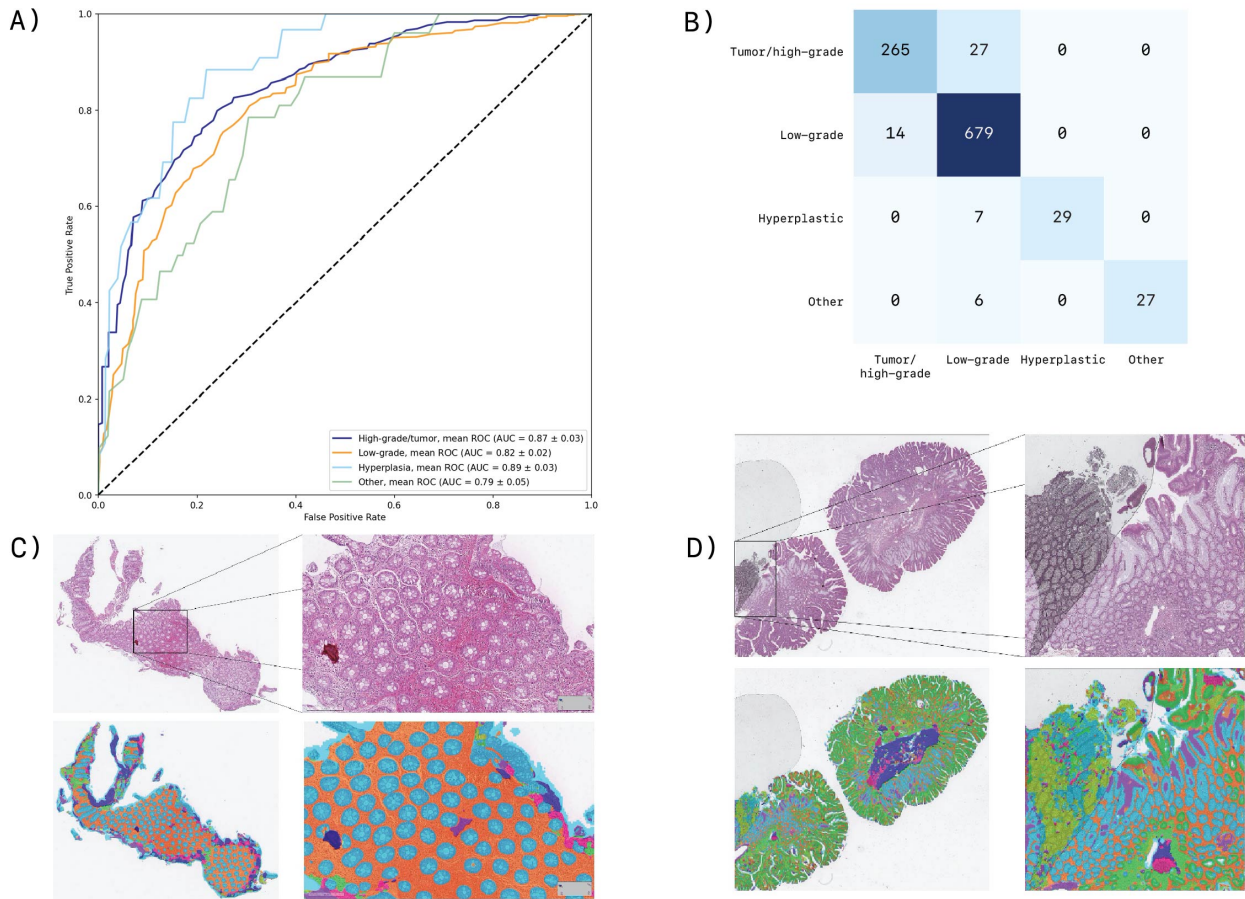 A)
1.0
0.8
0.6
0.4
0.2
0.0
True Positive Rate
0.0
0.2
0.4
0.6
0.8
1.0
False Positive Rate
High-grade/tumor, mean ROC (AUC = 0.87 ± 0.03)
Low-grade, mean ROC (AUC = 0.82 ± 0.02)
Hyperplasia, mean ROC (AUC = 0.89 ± 0.03)
Other, mean ROC (AUC = 0.79 ± 0.05)
B)
Tumor/high-grade
265 27 0 0
Low-grade
14 679 0 0
Hyperplastic
0 7 29 0
Other
0 6 0 27
Tumor/
high-grade
Low-grade
Hyperplastic
Other
C)
D)